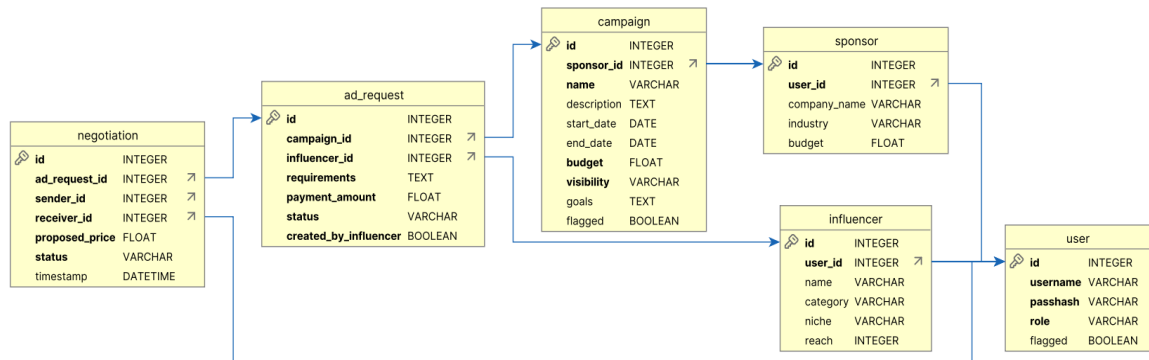 negotiation
id INTEGER
ad_request_id INTEGER
sender_id INTEGER
receiver_id INTEGER
proposed_price FLOAT
status VARCHAR
timestamp DATETIME
ad_request
id INTEGER
campaign_id INTEGER
influencer_id INTEGER
requirements TEXT
payment_amount FLOAT
status VARCHAR
created_by_influencer BOOLEAN
campaign
id INTEGER
sponsor_id INTEGER
name VARCHAR
description TEXT
start_date DATE
end_date DATE
budget FLOAT
visibility VARCHAR
goals TEXT
flagged BOOLEAN
sponsor
id INTEGER
user_id INTEGER
company_name VARCHAR
industry VARCHAR
budget FLOAT
influencer
id INTEGER
user_id INTEGER
name VARCHAR
category VARCHAR
niche VARCHAR
reach INTEGER
user
id INTEGER
username VARCHAR
passhash VARCHAR
role VARCHAR
flagged BOOLEAN